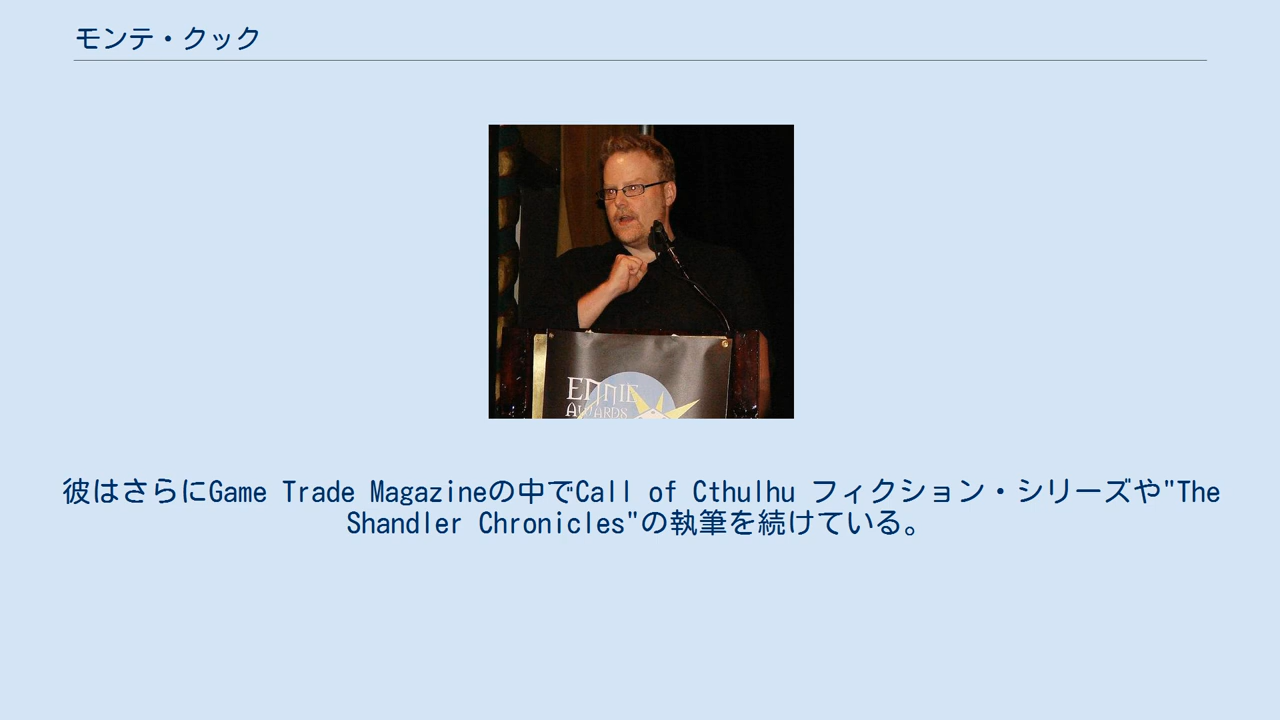 モンテ・クック
ENNIE
AWARDS
彼はさらにGame Trade Magazineの中でCall of Cthulhu フィクション・シリーズや"The
Shandler Chronicles"の執筆を続けている。